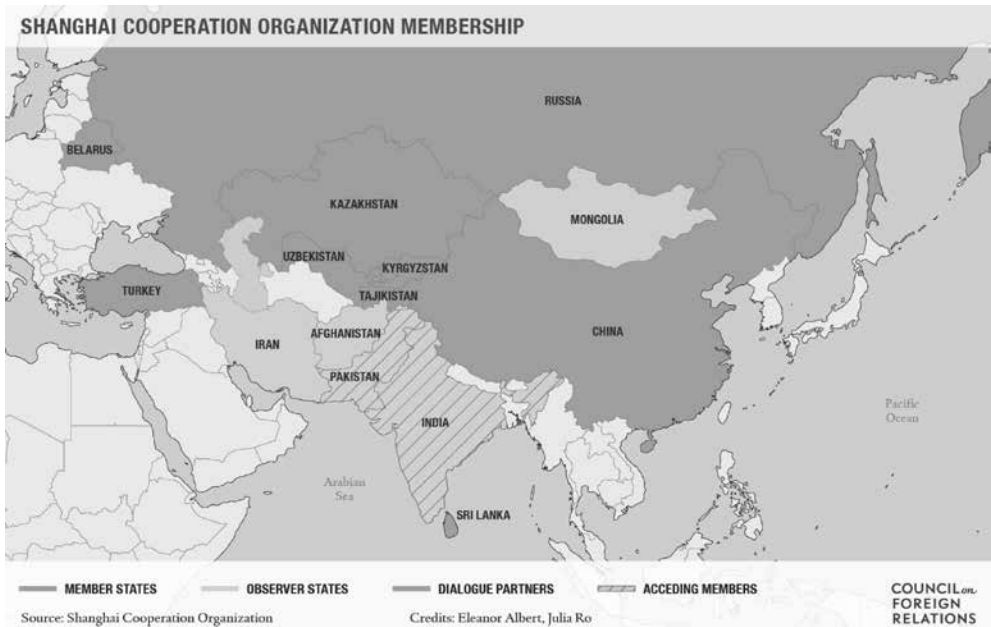 SHANGHAI COOPERATION ORGANIZATION MEMBERSHIP
RUSSIA
BELARUS
KAZAKHSTAN
MONGOLIA
UZBEKISTAN
KYRGYZSTAN
TURKEY
TAJIKISTAN
CHINA
AFGHANISTAN
IRAN
PAKISTAN
INDIA
Pacific
Ocean
Arabian
Sea
SRI LANKA
MEMBER STATES
OBSERVER STATES
DIALOGUE PARTNERS
ACCEDING MEMBERS
Source: Shanghai Cooperation Organization
Credits: Eleanor Albert, Julia Ro
COUNCIL on
FOREIGN
RELATIONS